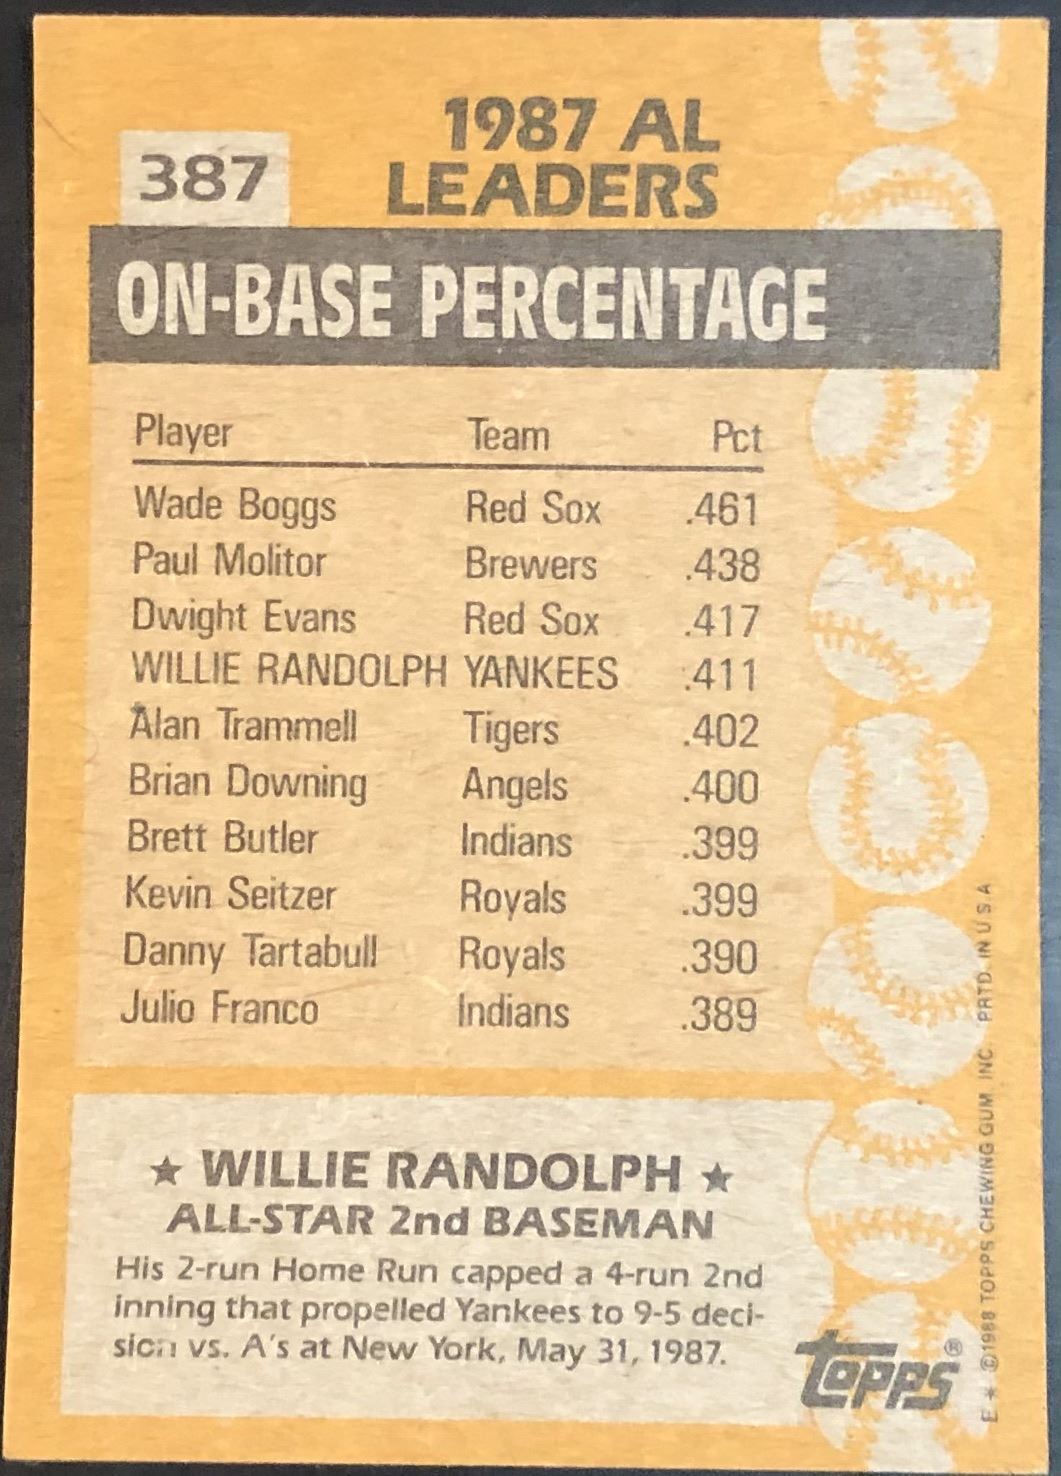 387
1987 AL
LEADERS
ON-BASE PERCENTAGE
Player Team Pct
Wade Boggs Red Sox .461
Paul Molitor Brewers .438
Dwight Evans Red Sox .417
WILLIE RANDOLPH YANKEES .411
Alan Trammell Tigers .402
Brian Downing Angels .400
Brett Butler Indians .399
Kevin Seitzer Royals .399
Danny Tartabull Royals .390
Julio Franco Indians .389
★ WILLIE RANDOLPH ★
ALL-STAR 2nd BASEMAN
His 2-run Home Run capped a 4-run 2nd
inning that propelled Yankees to 9-5 deci-
sion vs. A's at New York, May 31, 1987.
topps®
E * ©1988 TOPPS CHEWING GUM, INC. PRTD. IN U.S.A.